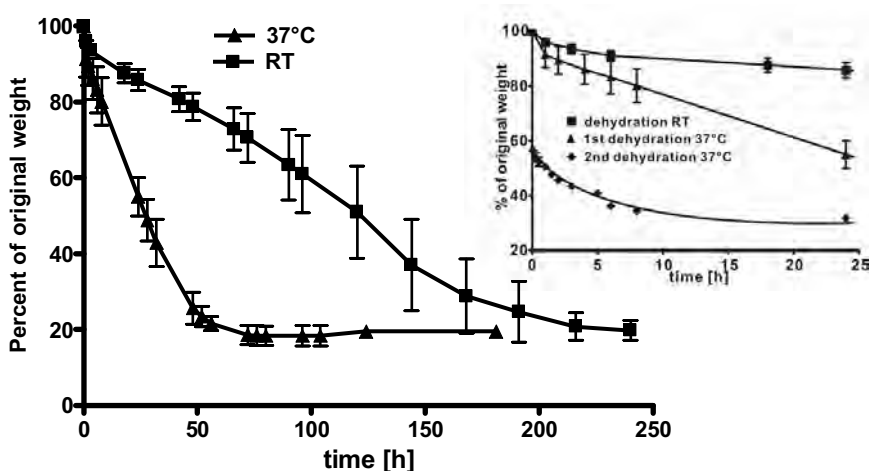 Percent of original weight
100
80
60
40
20
0
37°C
RT
0
50
100
150
200
250
time [h]
% of original weight
100
80
60
40
20
dehydration RT
1st dehydration 37°C
2nd dehydration 37°C
0
5
10
15
20
25
time [h]